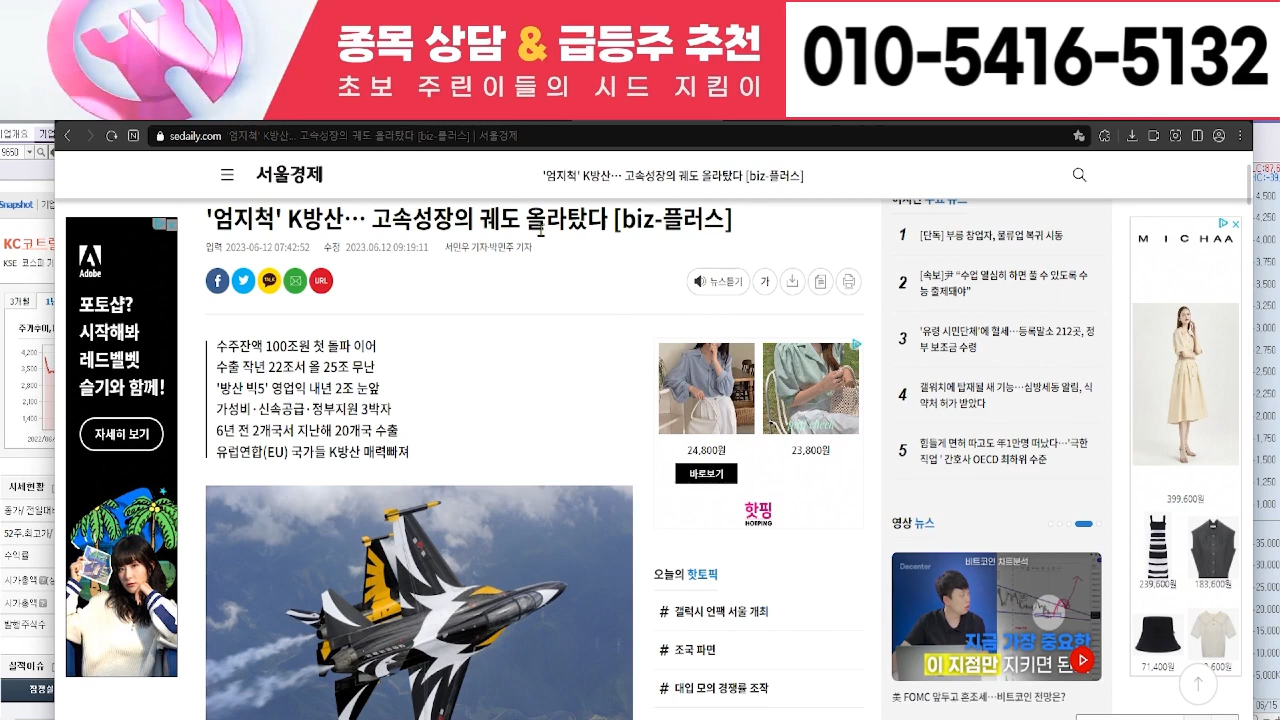 종목 상담 & 급등주 추천
초보 주린이들의 시드 지킴이
010-5416-5132
sedaily.com '엄지척' K방산… 고속성장의 궤도 올라탔다 [biz-플러스] | 서울경제
서울경제
'엄지척' K방산… 고속성장의 궤도 올라탔다 [biz-플러스]
'엄지척' K방산… 고속성장의 궤도 올라탔다 [biz-플러스]
입력 2023-06-12 07:42:52 수정 2023.06.12 09:19:11 서민우 기자·박민주 기자
URL
뉴스듣기
가
수주잔액 100조원 첫 돌파 이어
수출 작년 22조서 올 25조 무난
'방산 빅5' 영업익 내년 2조 눈앞
가성비·신속공급·정부지원 3박자
6년 전 2개국서 지난해 20개국 수출
유럽연합(EU) 국가들 K방산 매력빠져
24,800원
바로보기
23,800원
핫핑
HOTPING
오늘의 핫토픽
# 갤럭시 언팩 서울 개최
# 조국 파면
# 대입 모의 경쟁률 조작
1 [단독] 부릉 창업자, 물류업 복귀 시동
2 [속보]尹 “수업 열심히 하면 풀 수 있도록 수
능 출제돼야”
3 '유령 시민단체'에 혈세…등록말소 212곳, 정
부 보조금 수령
4 갤워치에 탑재될 새 기능…심방세동 알림, 식
약처 허가 받았다
5 힘들게 면허 따고도 年1만명 떠났다…'극한
직업' 간호사 OECD 최하위 수준
영상 뉴스
Decenter
비트코인 차트분석
지금 가장 중요한
이 지점만 지키면 돈
美 FOMC 앞두고 혼조세…비트코인 전망은?
Adobe
포토샵?
시작해봐
레드벨벳
슬기와 함께!
자세히 보기
MICHAA
399,600원
239,600원
183,600원
71,400원
Snapshot